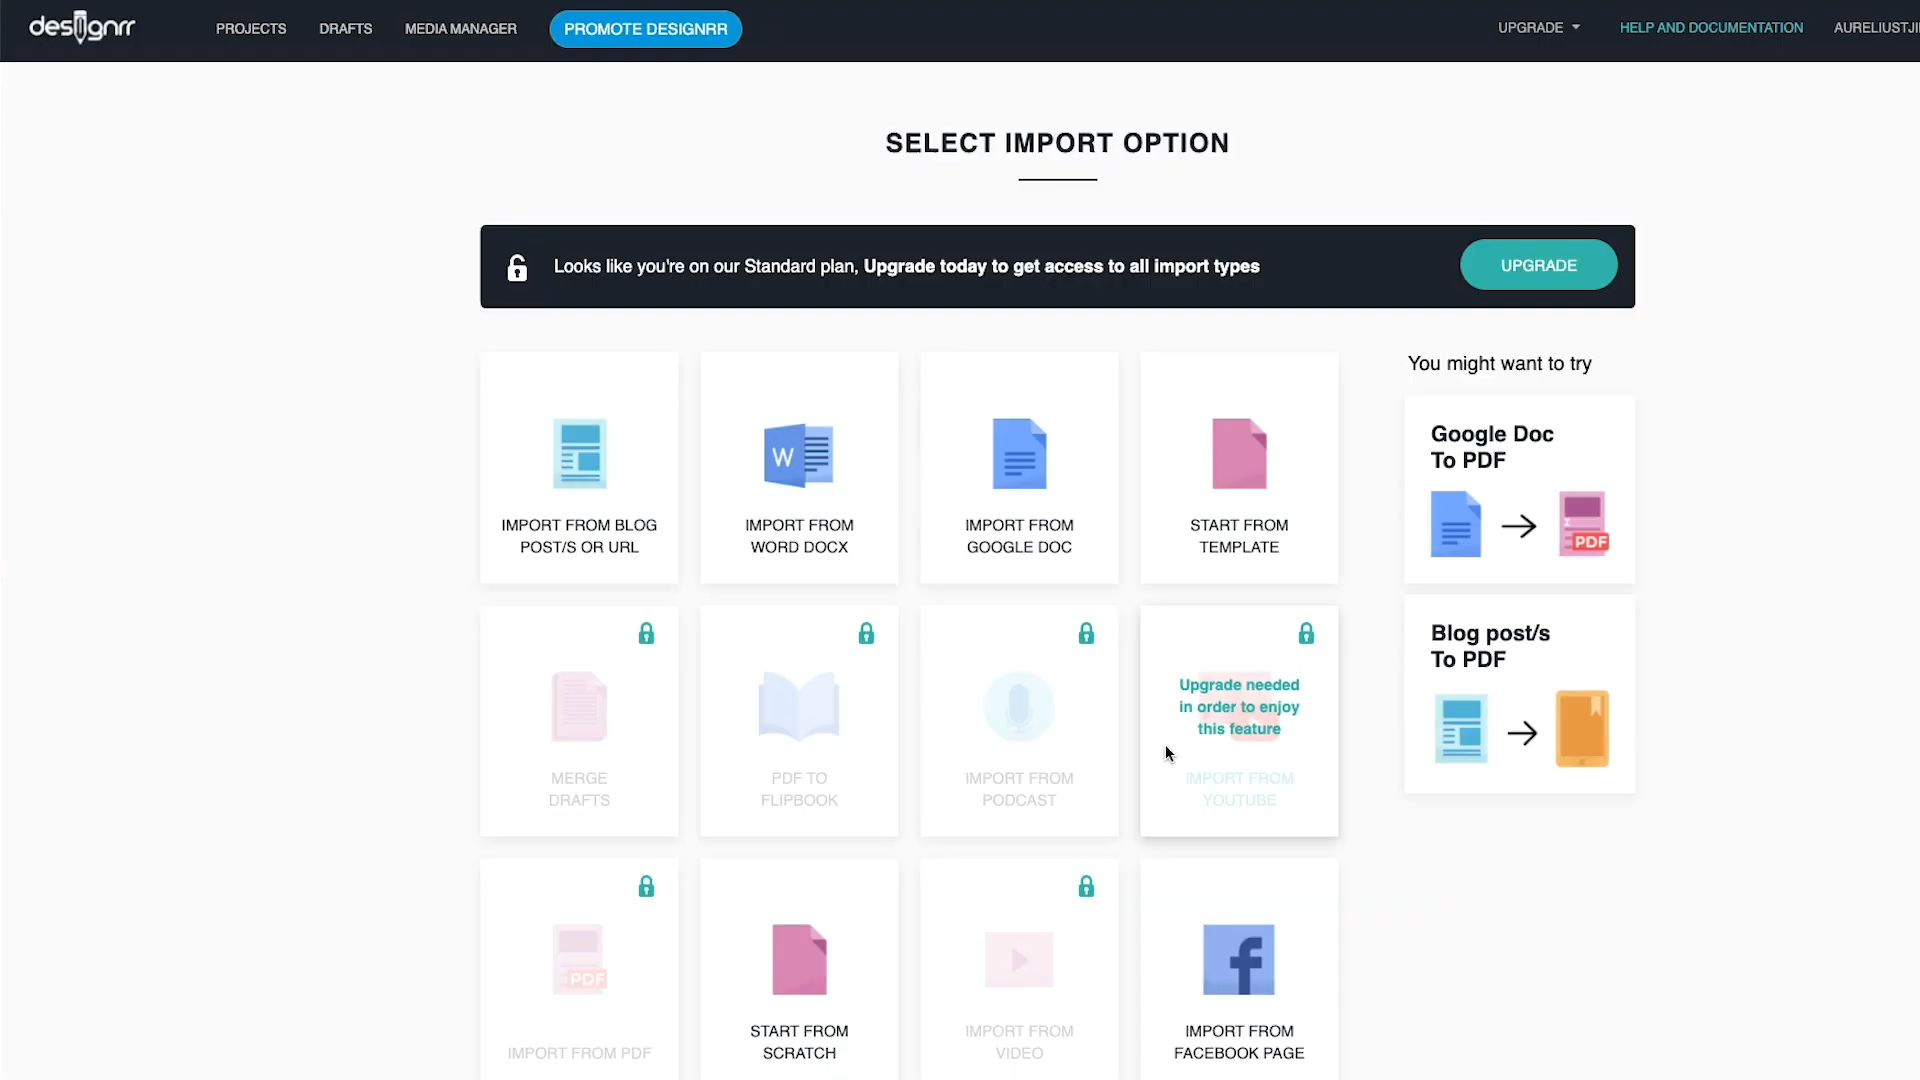 designrr
PROJECTS
DRAFTS
MEDIA MANAGER
PROMOTE DESIGNRR
UPGRADE
HELP AND DOCUMENTATION
SELECT IMPORT OPTION
Looks like you're on our Standard plan, Upgrade today to get access to all import types
UPGRADE
IMPORT FROM BLOG
POST/S OR URL
W
IMPORT FROM
WORD DOCX
IMPORT FROM
GOOGLE DOC
START FROM
TEMPLATE
You might want to try
Google Doc
To PDF
PDF
Blog post/s
To PDF
MERGE
DRAFTS
PDF TO
FLIPBOOK
IMPORT FROM
PODCAST
Upgrade needed
in order to enjoy
this feature
IMPORT FROM
YOUTUBE
PDF
IMPORT FROM PDF
START FROM
SCRATCH
IMPORT FROM
VIDEO
f
IMPORT FROM
FACEBOOK PAGE